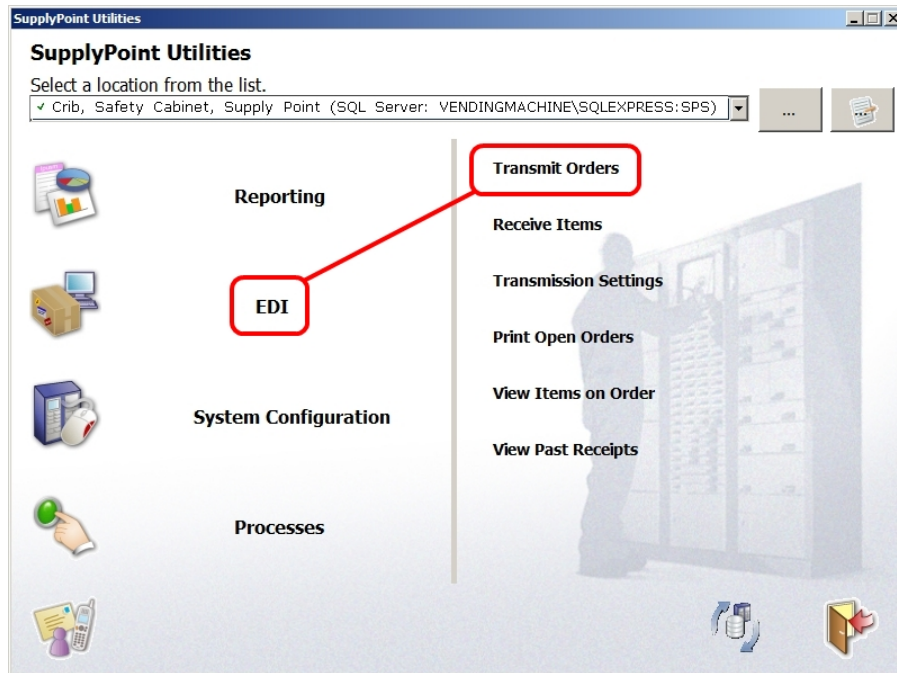 SupplyPoint Utilities
SupplyPoint Utilities
Select a location from the list.
✓ Crib, Safety Cabinet, Supply Point (SQL Server: VENDINGMACHINE\SQLEXPRESS:SPS)
...
Reporting
EDI
System Configuration
Processes
Transmit Orders
Receive Items
Transmission Settings
Print Open Orders
View Items on Order
View Past Receipts